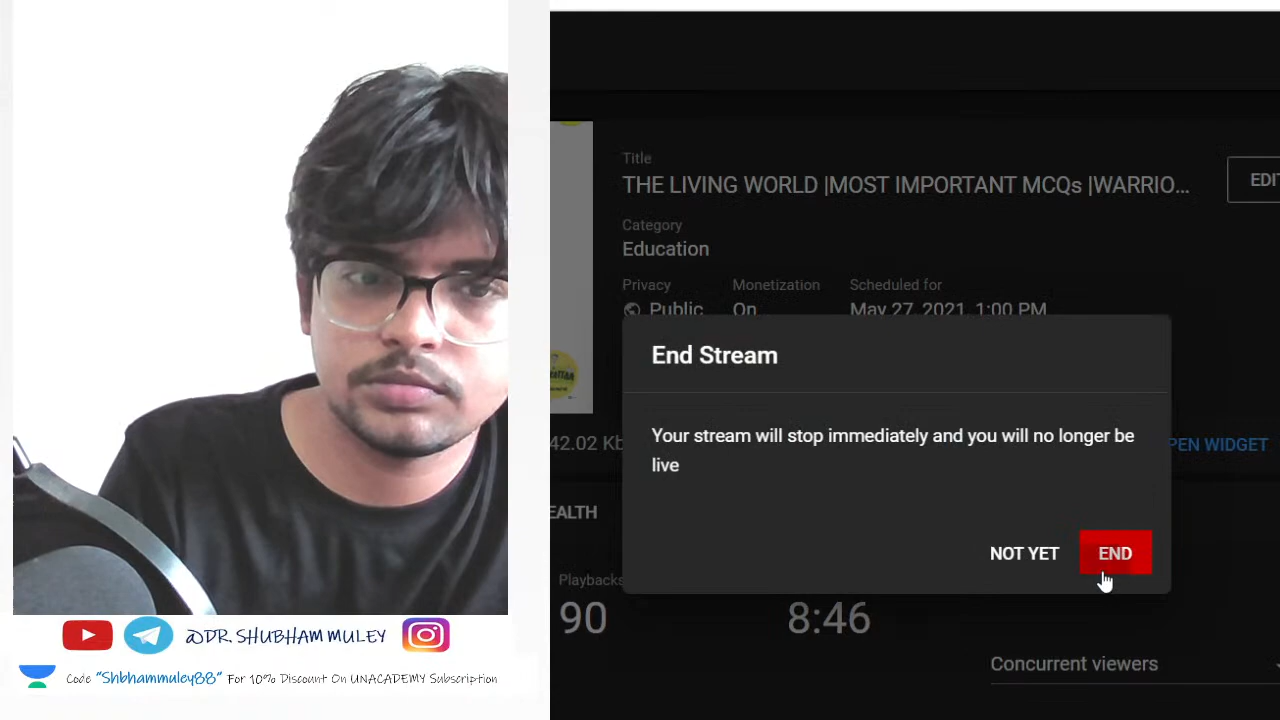 Title
THE LIVING WORLD |MOST IMPORTANT MCQs |WARRIO...
EDIT
Category
Education
Privacy
Monetization
Scheduled for
Public
On
May 27, 2021, 1:00 PM
End Stream
Your stream will stop immediately and you will no longer be
live
NOT YET
END
42.02 Kb
PEN WIDGET
EALTH
Playbacks
90
8:46
Concurrent viewers
@DR. SHUBHAM MULEY
Code "Shbhammuley88" For 10% Discount On UNACADEMY Subscription